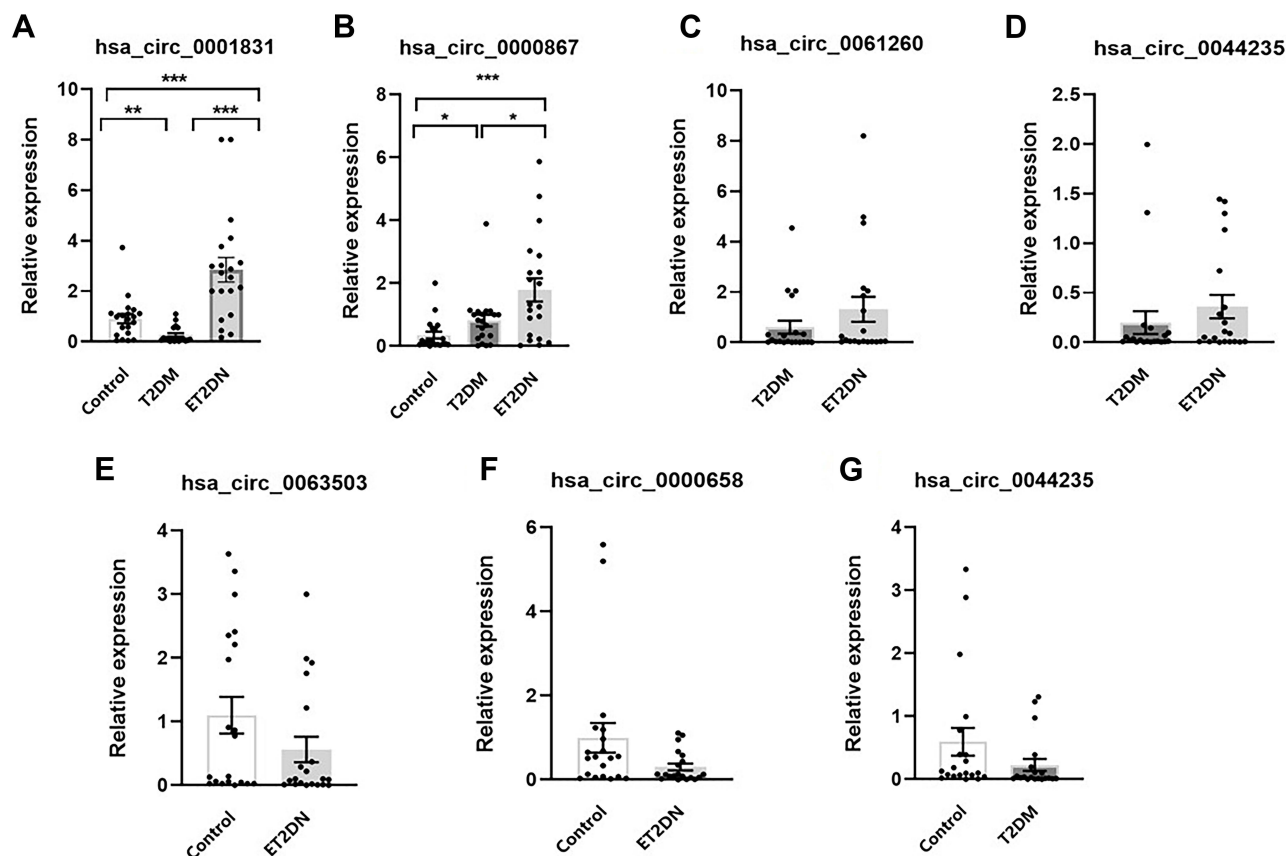 A
hsa_circ_0001831
Relative expression
10
8
6
4
2
0
***
**
***
Control
T2DM
ET2DN
B
hsa_circ_0000867
Relative expression
8
6
4
2
0
***
*
*
Control
T2DM
ET2DN
C
hsa_circ_0061260
Relative expression
10
8
6
4
2
0
T2DM
ET2DN
D
hsa_circ_0044235
Relative expression
2.5
2.0
1.5
1.0
0.5
0.0
T2DM
ET2DN
E
hsa_circ_0063503
Relative expression
4
3
2
1
0
Control
ET2DN
F
hsa_circ_0000658
Relative expression
6
4
2
0
Control
ET2DN
G
hsa_circ_0044235
Relative expression
4
3
2
1
0
Control
T2DM